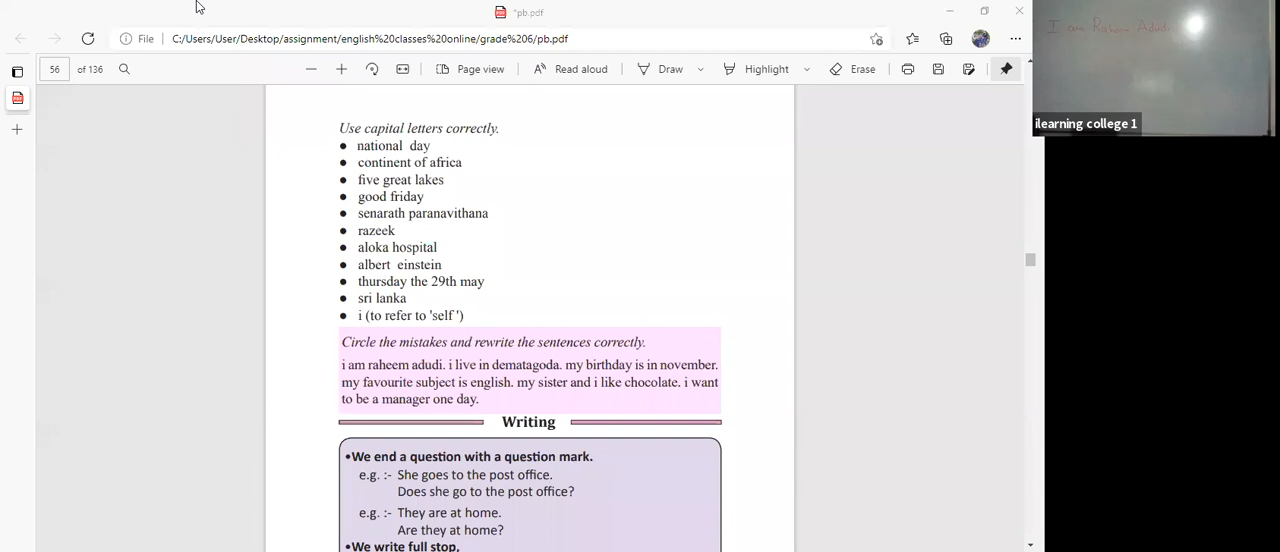 *pb.pdf
File C:/Users/User/Desktop/assignment/english%20classes%20online/grade%206/pb.pdf
56 of 136 Page view Read aloud Draw Highlight Erase
I am Raheem Adudi.
ilearning college 1
Use capital letters correctly.
● national day
● continent of africa
● five great lakes
● good friday
● senarath paranavithana
● razeek
● aloka hospital
● albert einstein
● thursday the 29th may
● sri lanka
● i (to refer to 'self ')
Circle the mistakes and rewrite the sentences correctly.
i am raheem adudi. i live in dematagoda. my birthday is in november.
my favourite subject is english. my sister and i like chocolate. i want
to be a manager one day.
Writing
•We end a question with a question mark.
e.g. :- She goes to the post office.
Does she go to the post office?
e.g. :- They are at home.
Are they at home?
•We write full stop,